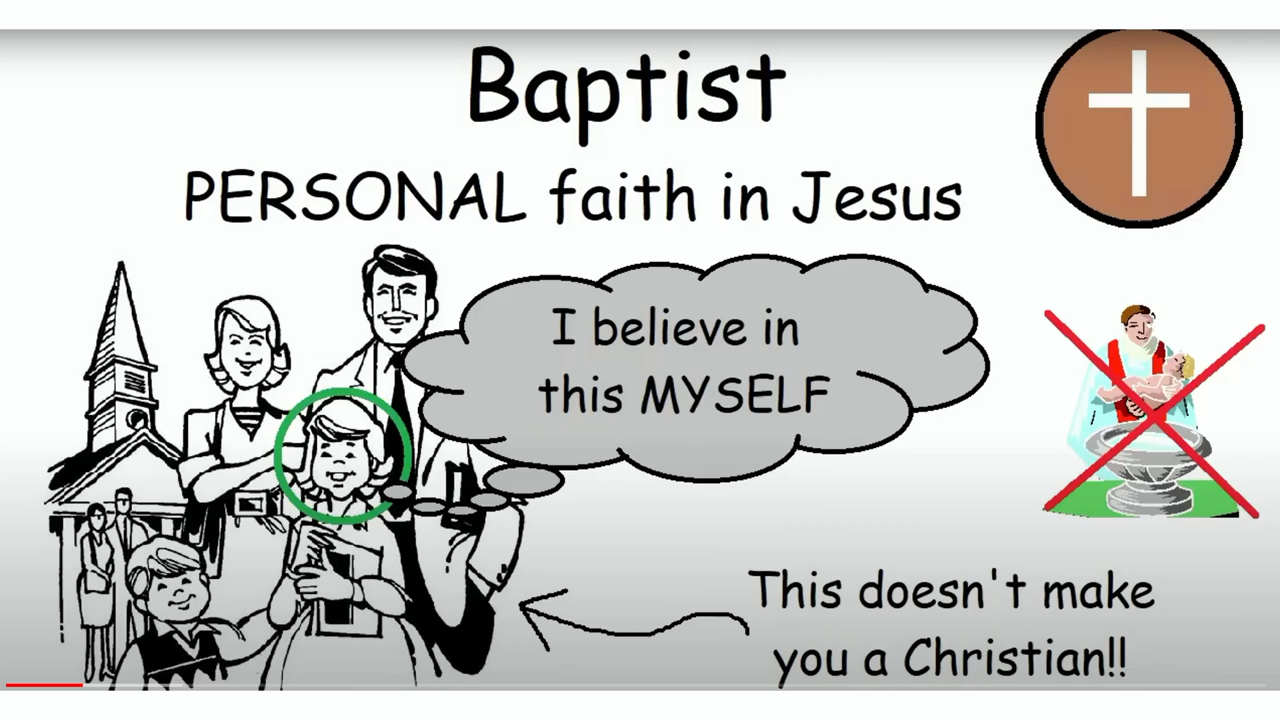 Baptist
PERSONAL faith in Jesus
I believe in
this MYSELF
This doesn't make
you a Christian!!